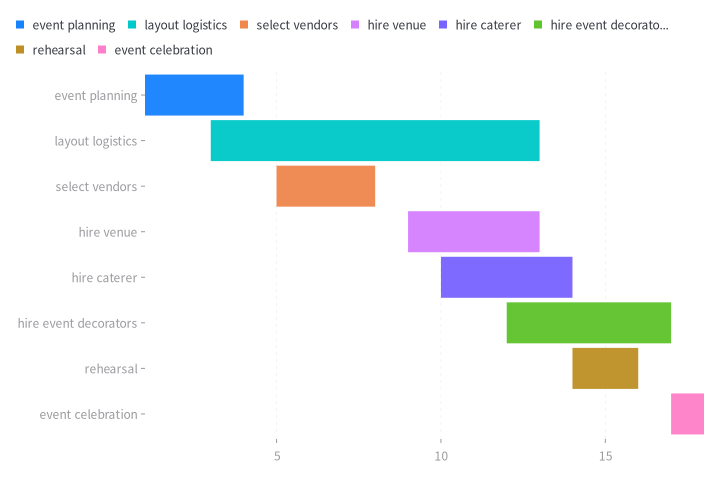 event planning layout logistics select vendors hire venue hire caterer hire event decorato...
rehearsal event celebration
event planning
layout logistics
select vendors
hire venue
hire caterer
hire event decorators
rehearsal
event celebration
5 10 15